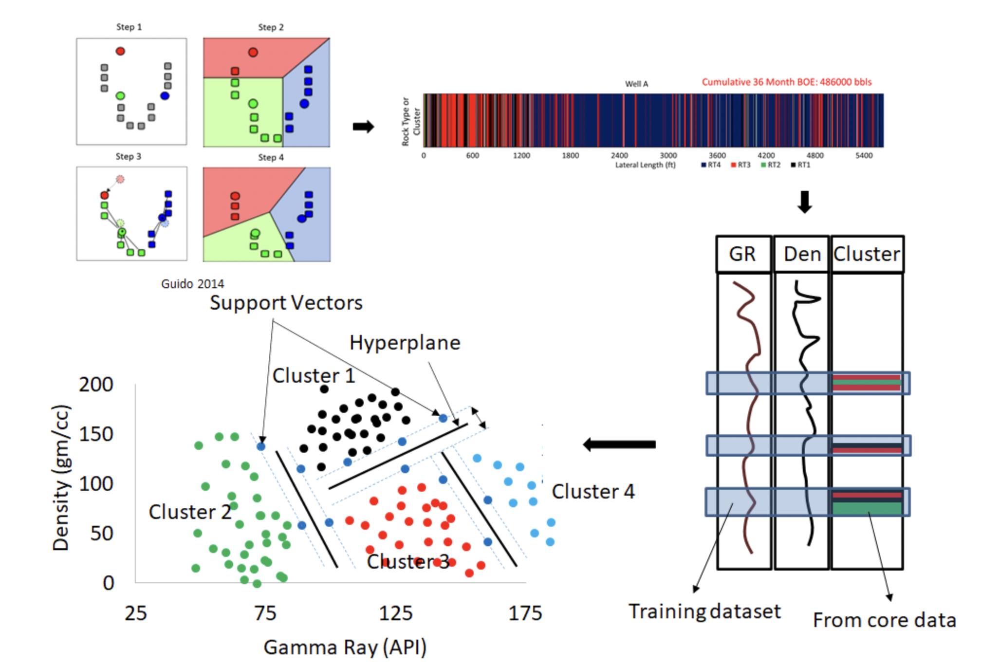 Step 1
Step 2
Step 3
Step 4
Guido 2014
Well A
Cumulative 36 Month BOE: 486000 bbls
Rock Type or
Cluster
0 600 1200 1800 2400 3000 3600 4200 4800 5400
Lateral Length (ft)
RT4 RT3 RT2 RT1
GR Den Cluster
Training dataset
From core data
Support Vectors
Hyperplane
Cluster 1
Cluster 2
Cluster 3
Cluster 4
Density (gm/cc)
200
150
100
50
0
25 75 125 175
Gamma Ray (API)